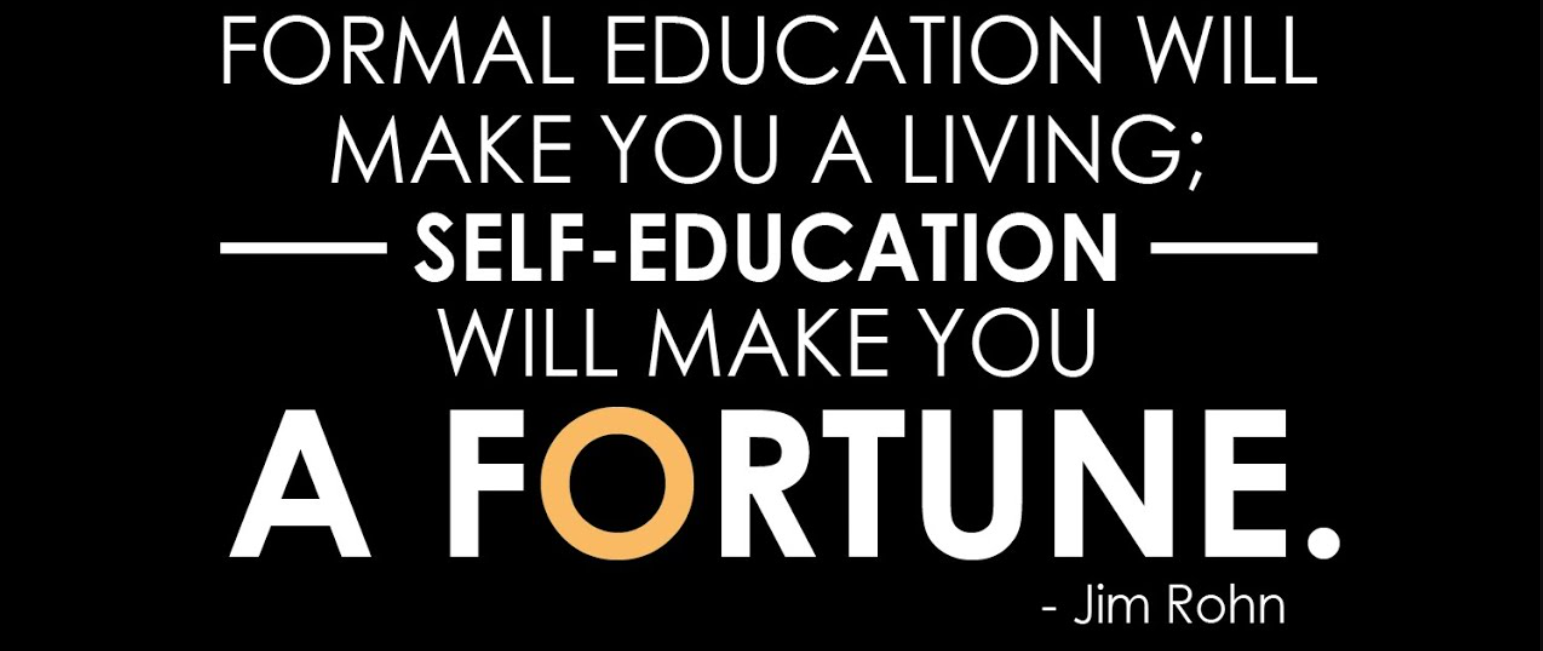 FORMAL EDUCATION WILL
MAKE YOU A LIVING;
SELF-EDUCATION
WILL MAKE YOU
A FORTUNE.
- Jim Rohn